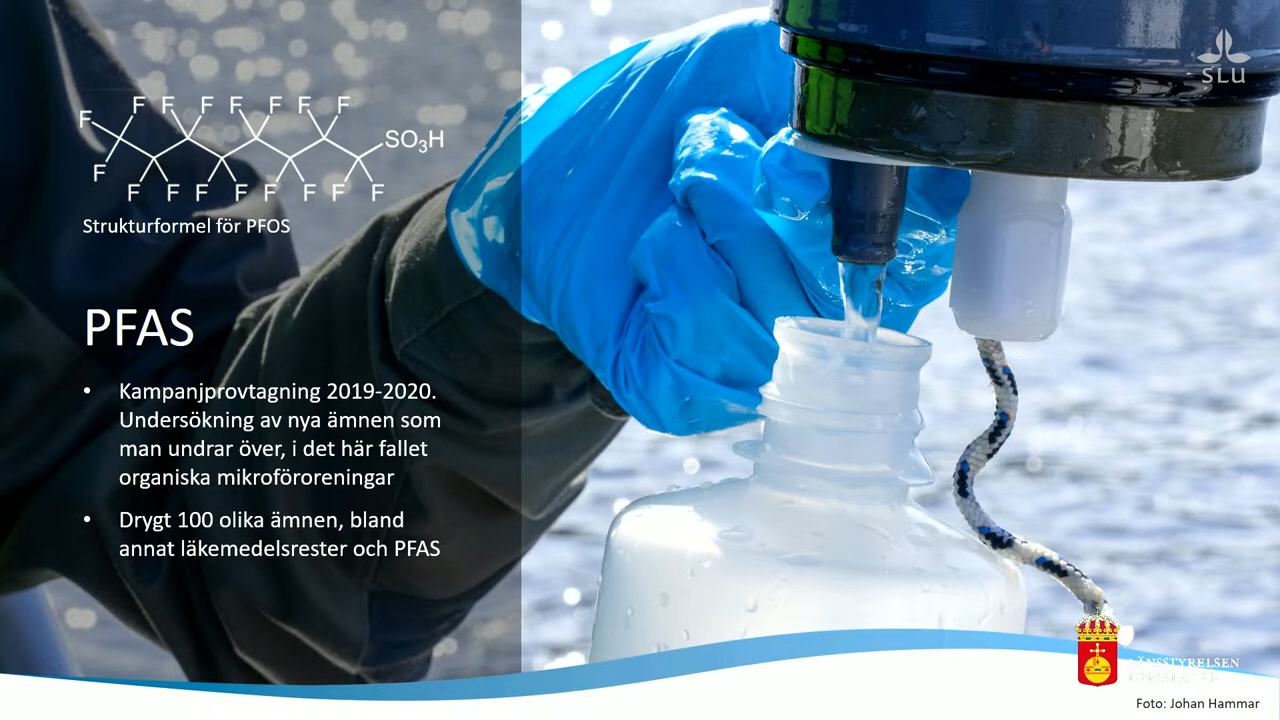 F F F F F F F F
F
SO3H
F
F F F F F F F F
Strukturformel för PFOS
PFAS
• Kampanjprovtagning 2019-2020.
Undersökning av nya ämnen som
man undrar över, i det här fallet
organiska mikroföroreningar
• Drygt 100 olika ämnen, bland
annat läkemedelsrester och PFAS
SLU
LÄNSSTYRELSEN
Foto: Johan Hammar